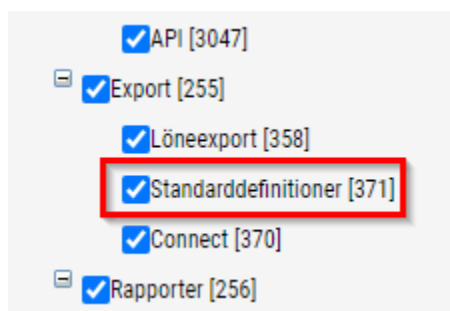 API [3047]
Export [255]
Löneexport [358]
Standarddefinitioner [371]
Connect [370]
Rapporter [256]